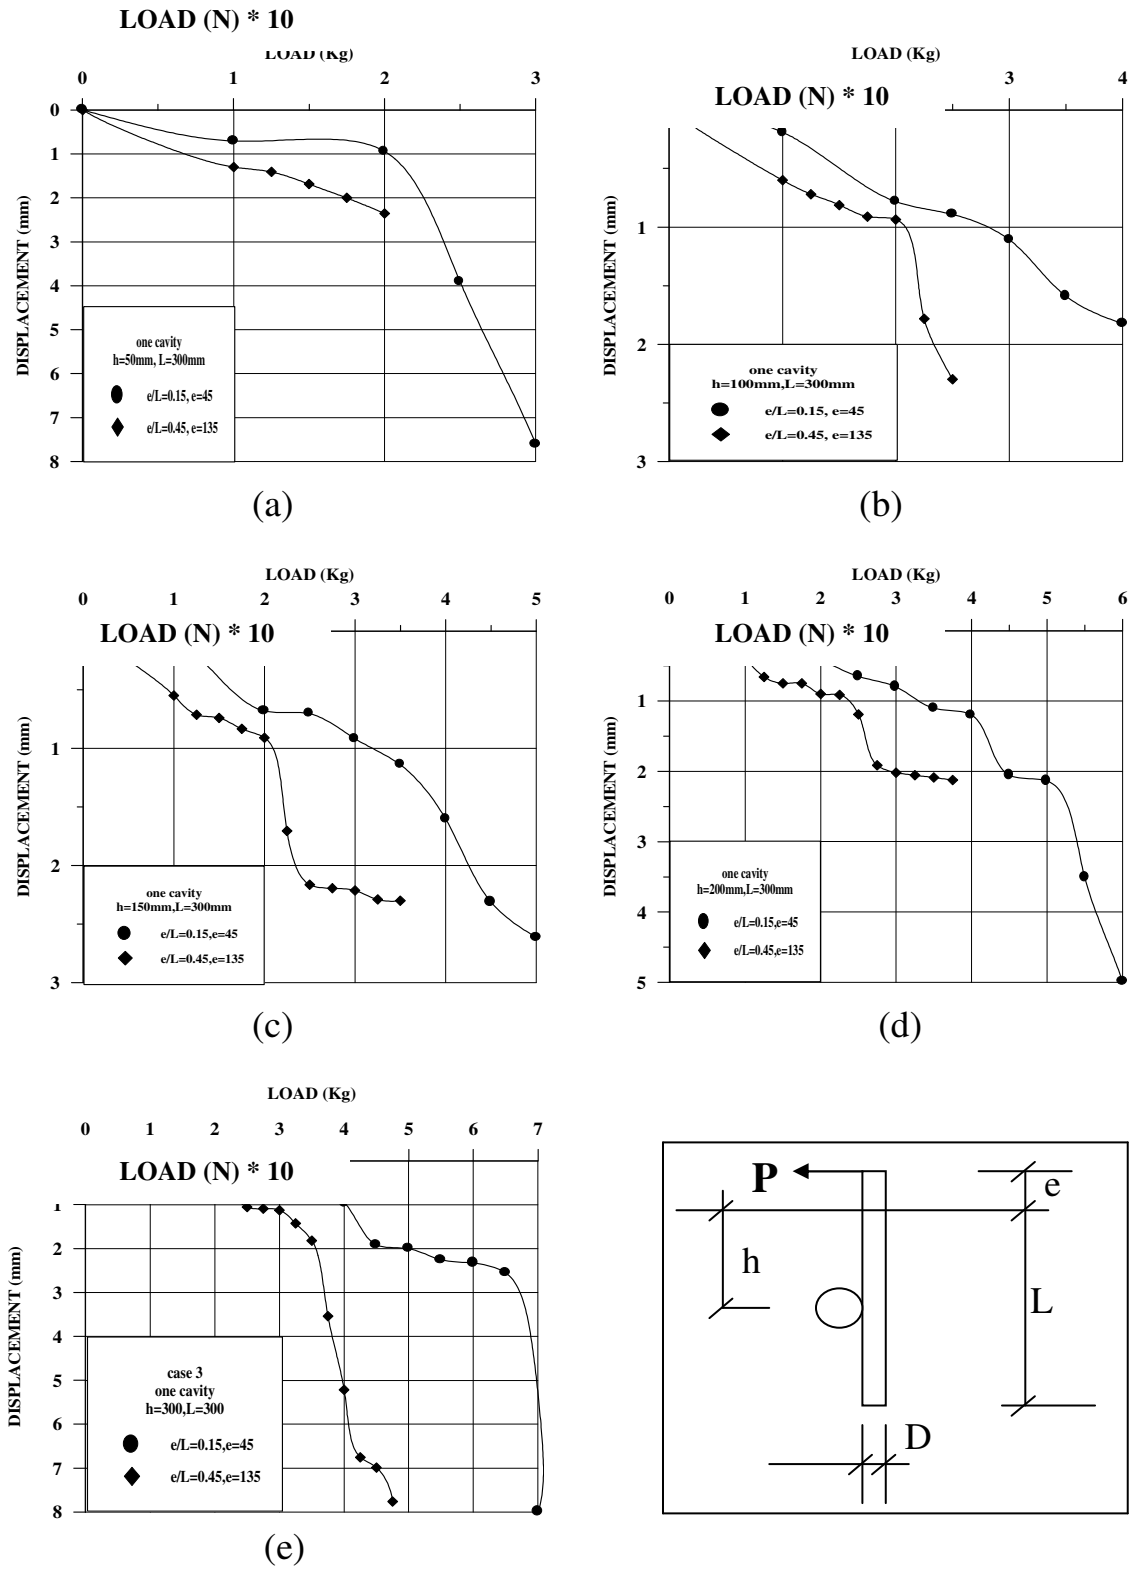 LOAD (N) * 10
LOAD (Kg)
0 1 2 3
0
1
2
3
4
5
6
7
8
DISPLACEMENT (mm)
one cavity
h=50mm, L=300mm
e/L=0.15, e=45
e/L=0.45, e=135
(a)
LOAD (Kg)
3 4
LOAD (N) * 10
1
2
3
DISPLACEMENT (mm)
one cavity
h=100mm,L=300mm
e/L=0.15, e=45
e/L=0.45, e=135
(b)
LOAD (Kg)
0 1 2 3 4 5
LOAD (N) * 10
1
2
3
DISPLACEMENT (mm)
one cavity
h=150mm,L=300mm
e/L=0.15,e=45
e/L=0.45,e=135
(c)
LOAD (Kg)
0 1 2 3 4 5 6
LOAD (N) * 10
1
2
3
4
5
DISPLACEMENT (mm)
one cavity
h=200mm,L=300mm
e/L=0.15,e=45
e/L=0.45,e=135
(d)
LOAD (Kg)
0 1 2 3 4 5 6 7
LOAD (N) * 10
1
2
3
4
5
6
7
8
DISPLACEMENT (mm)
case 3
one cavity
h=300,L=300
e/L=0.15,e=45
e/L=0.45,e=135
(e)
P
e
h
L
D